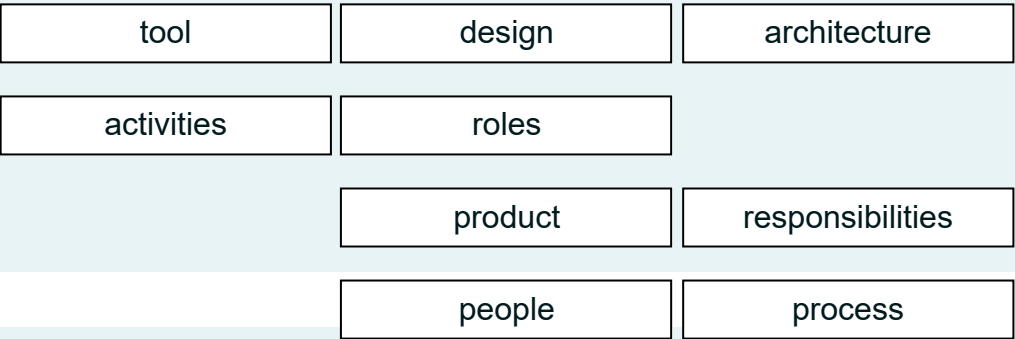 tool design architecture
activities roles
product responsibilities
people process